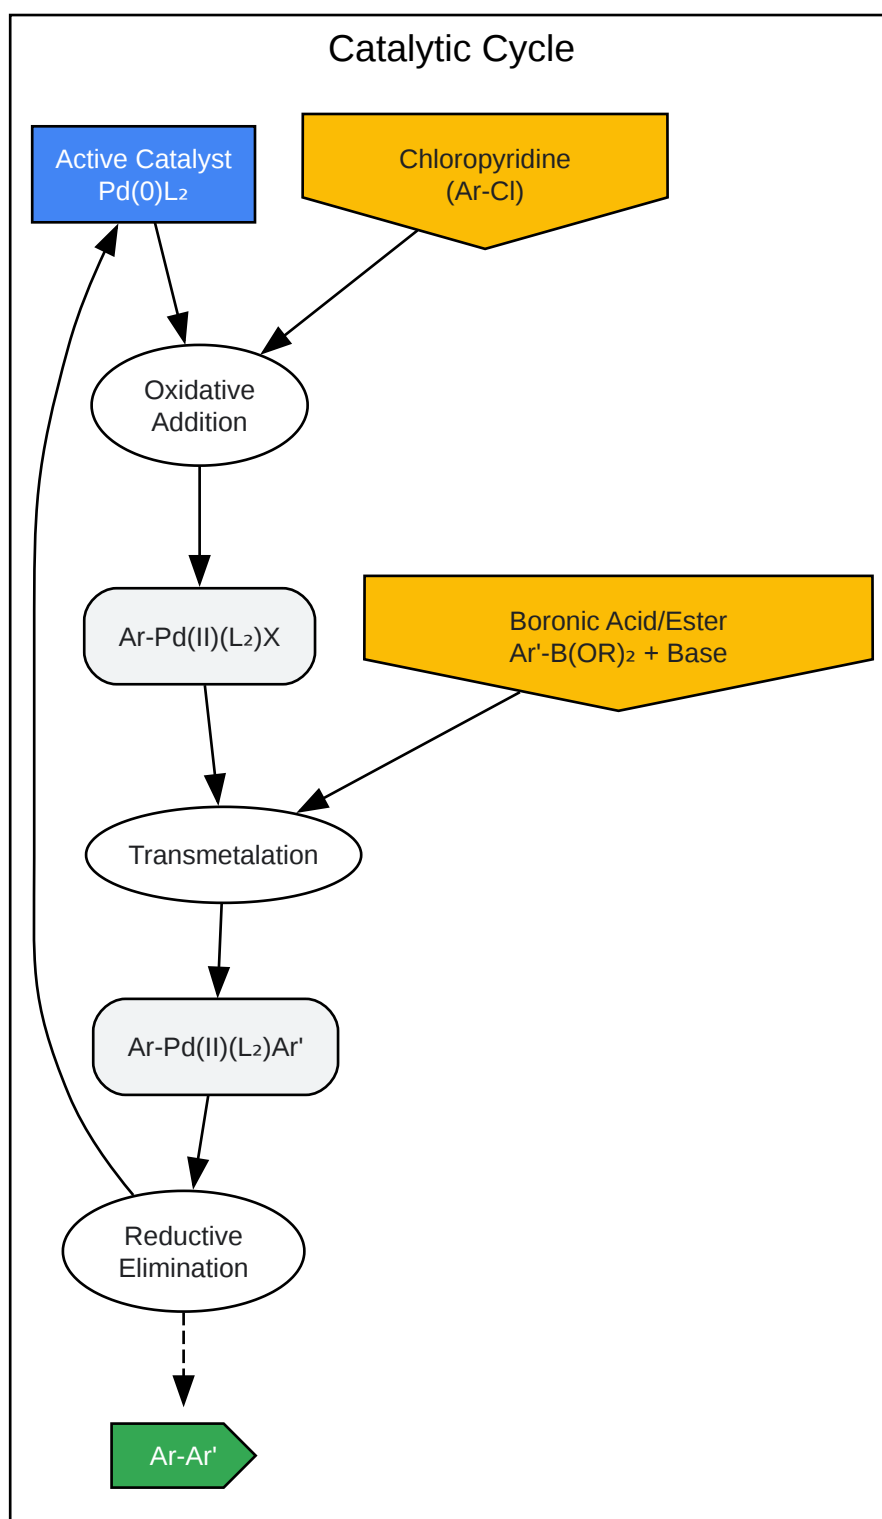 Catalytic Cycle
Active Catalyst
Pd(0)L₂
Chloropyridine
(Ar-Cl)
Oxidative
Addition
Ar-Pd(II)(L₂)X
Boronic Acid/Ester
Ar'-B(OR)₂ + Base
Transmetalation
Ar-Pd(II)(L₂)Ar'
Reductive
Elimination
Ar-Ar'